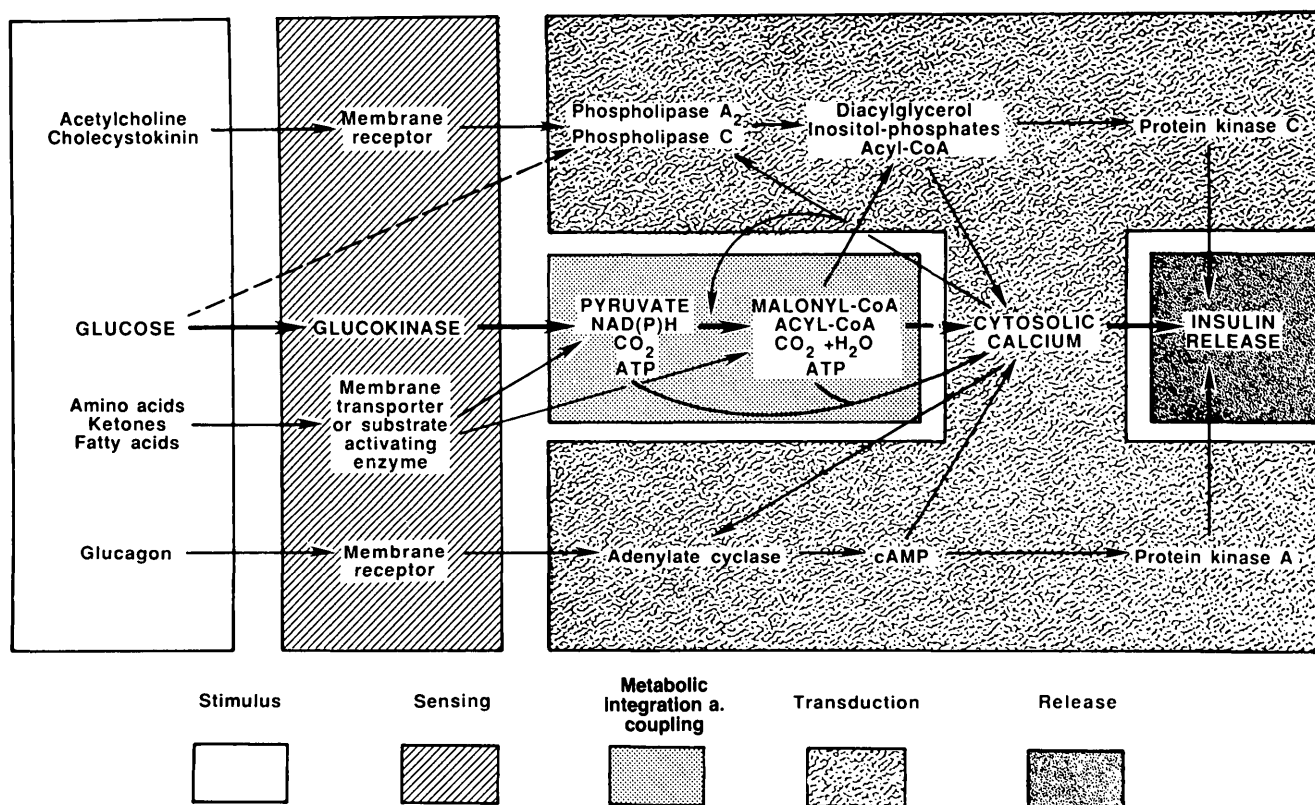 Acetylcholine
Cholecystokinin
Membrane
receptor
Phospholipase A2
Phospholipase C
Diacylglycerol
Inositol-phosphates
Acyl-CoA
Protein kinase C
GLUCOSE
GLUCOKINASE
PYRUVATE
NAD(P)H
CO2
ATP
MALONYL-CoA
ACYL-CoA
CO2 +H2O
ATP
CYTOSOLIC
CALCIUM
INSULIN
RELEASE
Amino acids
Ketones
Fatty acids
Membrane
transporter
or substrate
activating
enzyme
Glucagon
Membrane
receptor
Adenylate cyclase
cAMP
Protein kinase A
Stimulus
Sensing
Metabolic
Integration a.
coupling
Transduction
Release